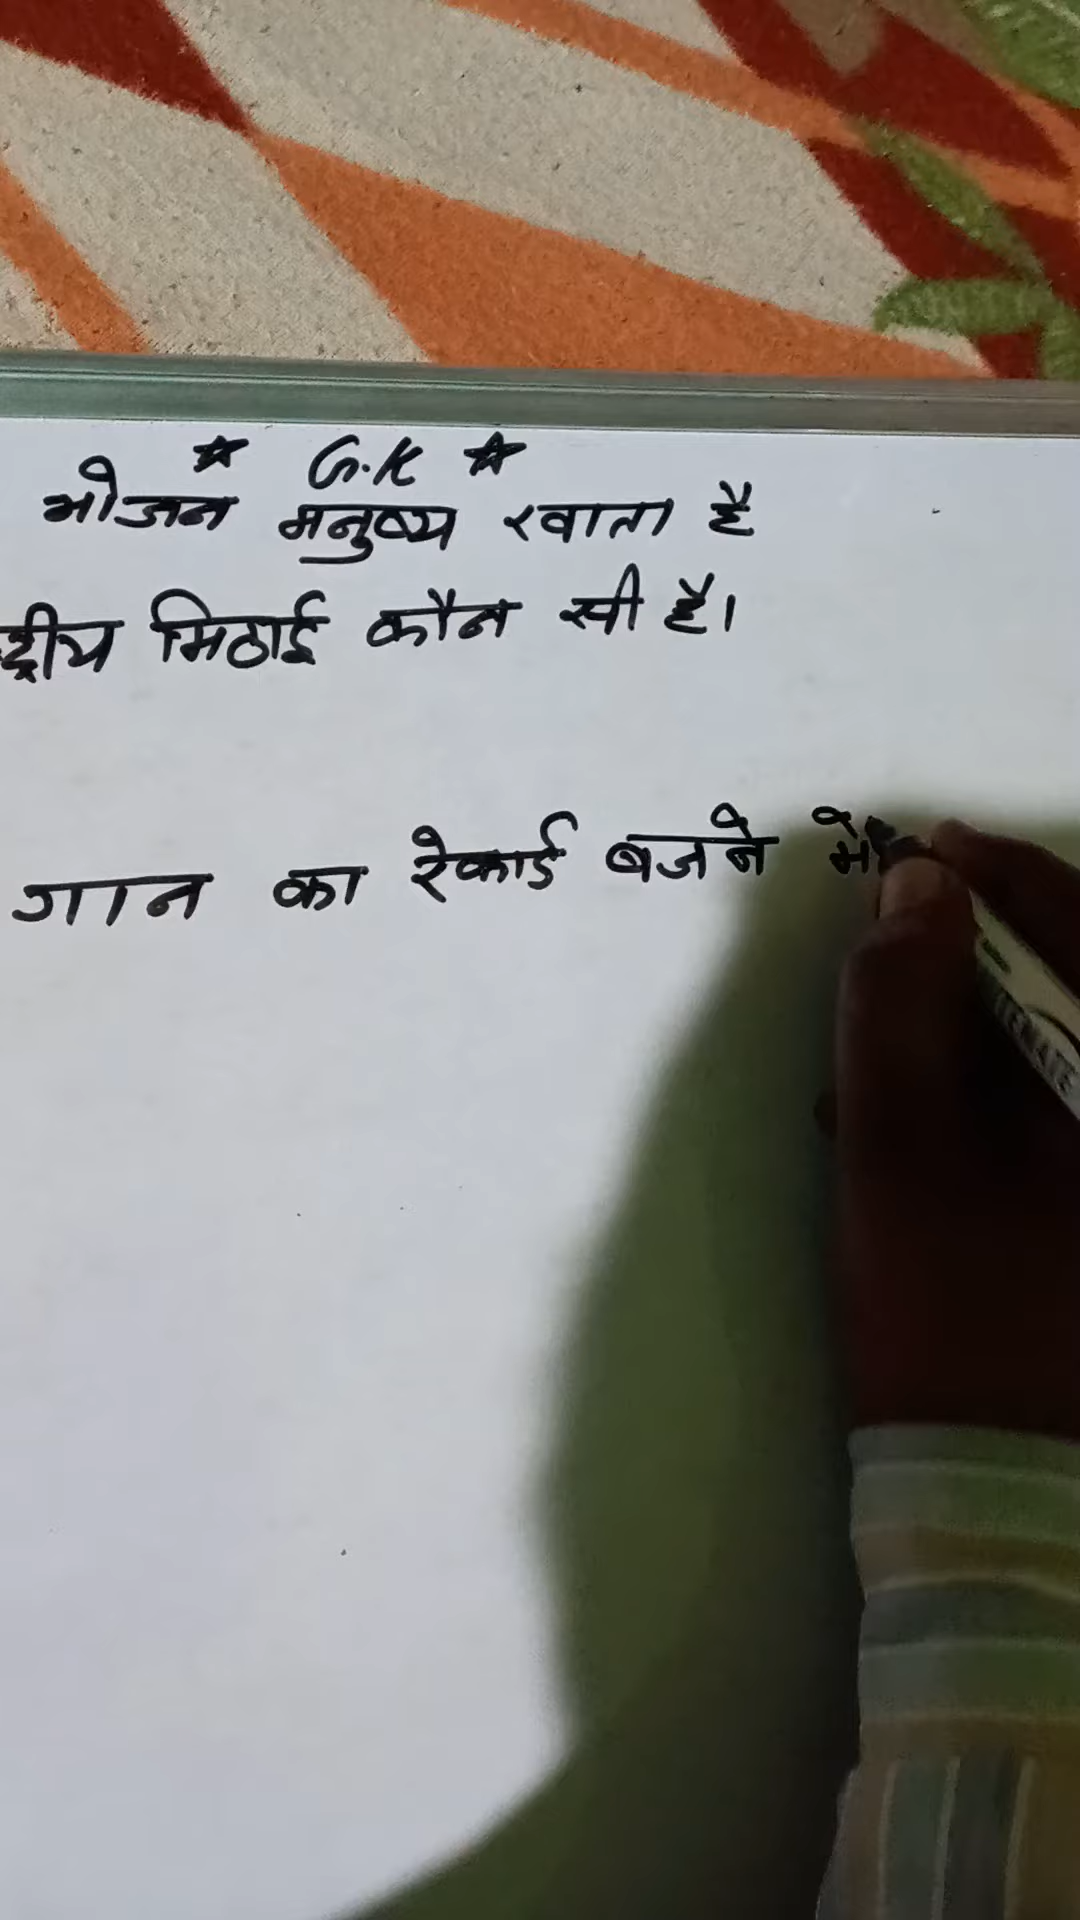 ☆ G.K ☆
भोजन मनुष्य खाता है
ष्ट्रीय मिठाई कौन सी है।
गान का रेकार्ड बजने में